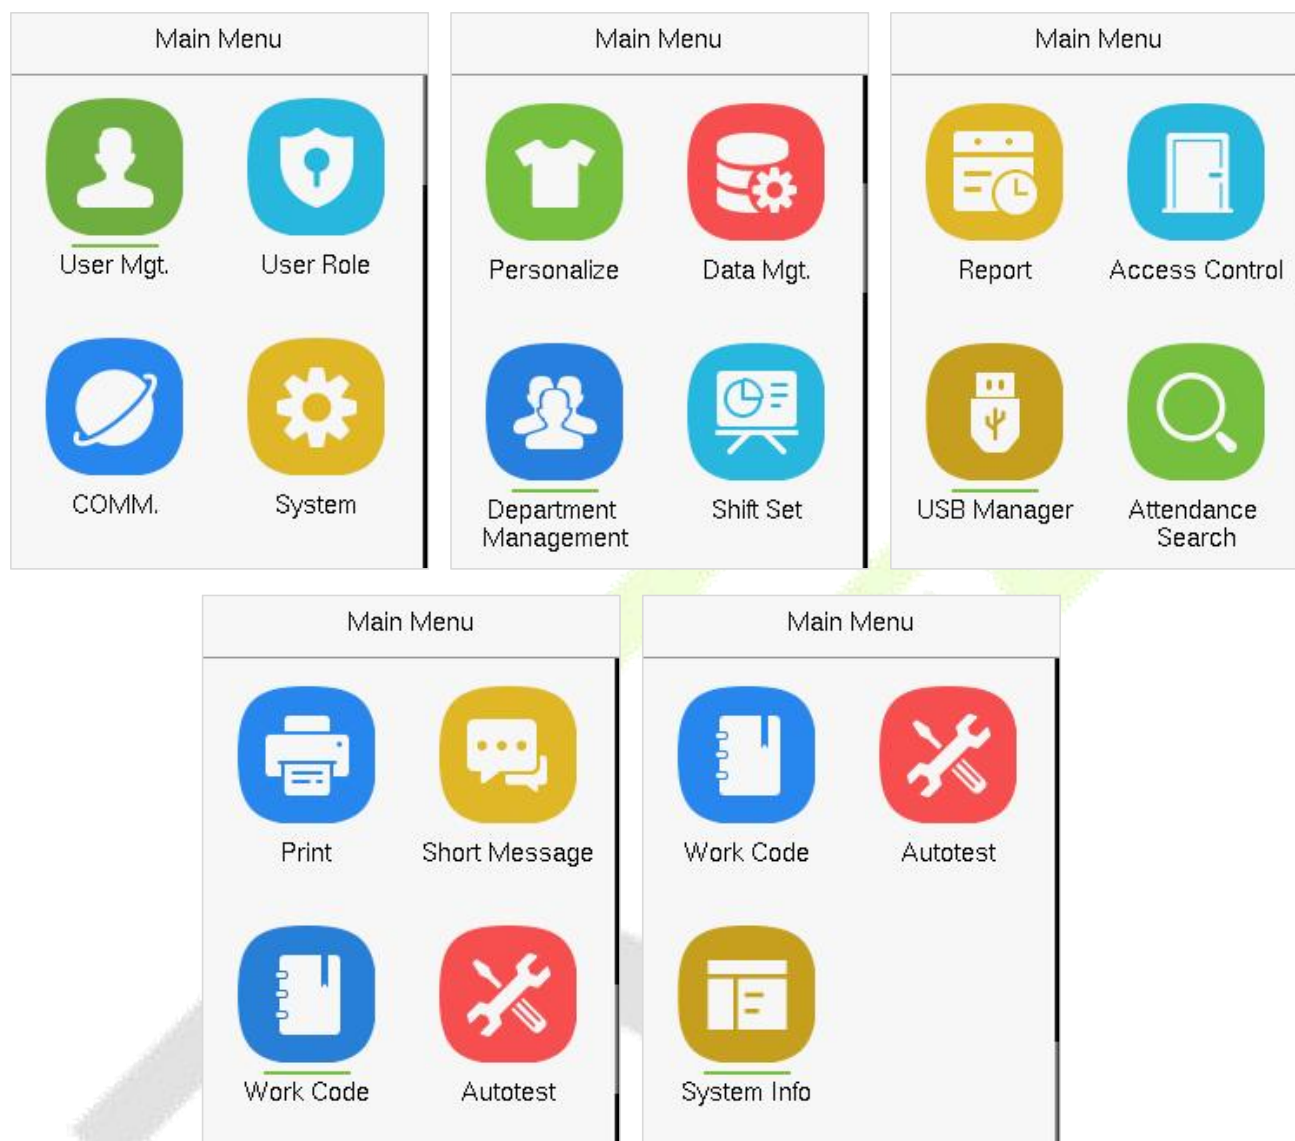 Main Menu
User Mgt.
User Role
COMM.
System
Main Menu
Personalize
Data Mgt.
Department
Management
Shift Set
Main Menu
Report
Access Control
USB Manager
Attendance
Search
Main Menu
Print
Short Message
Work Code
Autotest
Main Menu
Work Code
Autotest
System Info